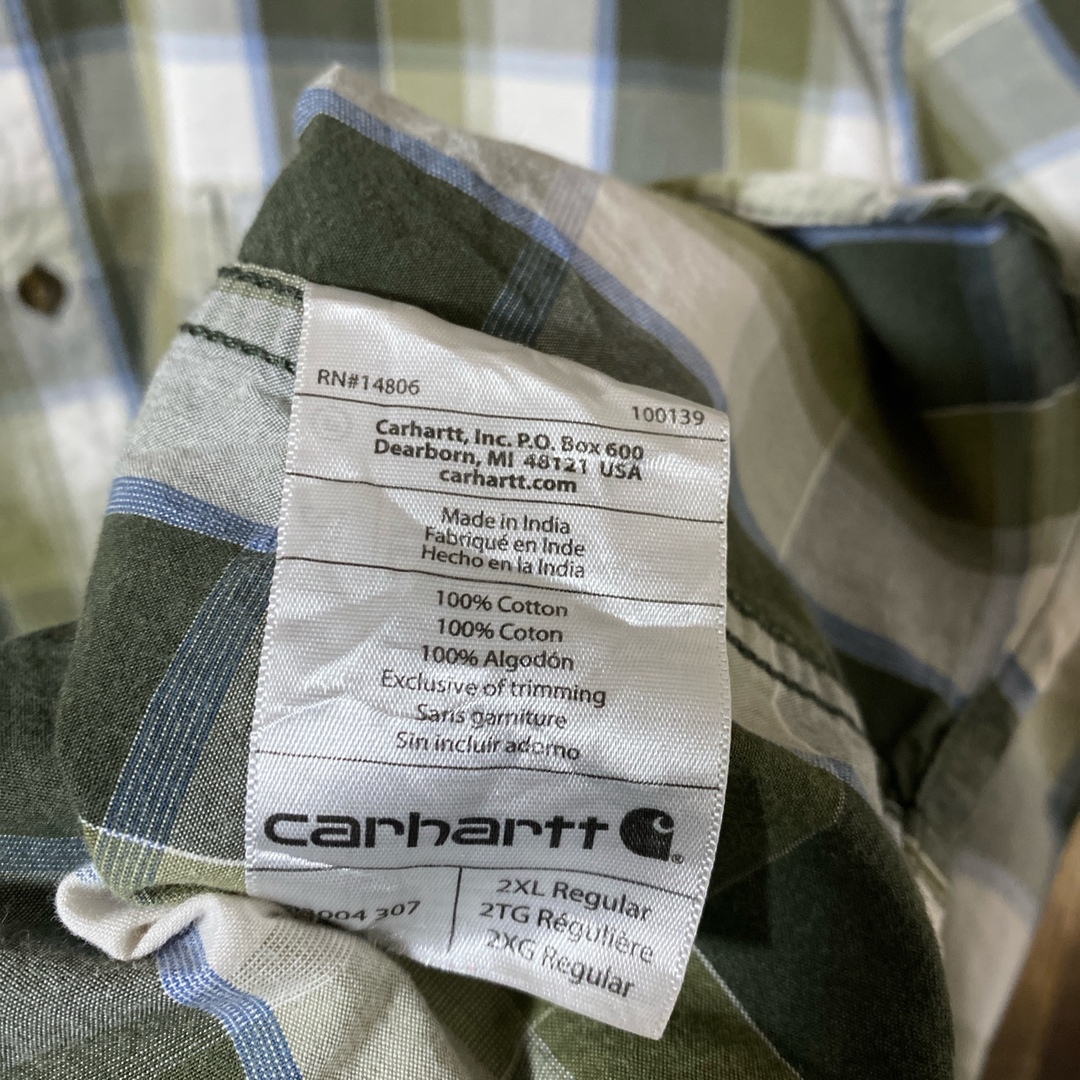 RN#14806
100139
Carhartt, Inc. P.O. Box 600
Dearborn, MI 48121 USA
carhartt.com
Made in India
Fabriqué en Inde
Hecho en la India
100% Cotton
100% Coton
100% Algodón
Exclusive of trimming
Sans garniture
Sin incluir adorno
carhartt
307
2XL Regular
2TG Régulière
2XG Regular